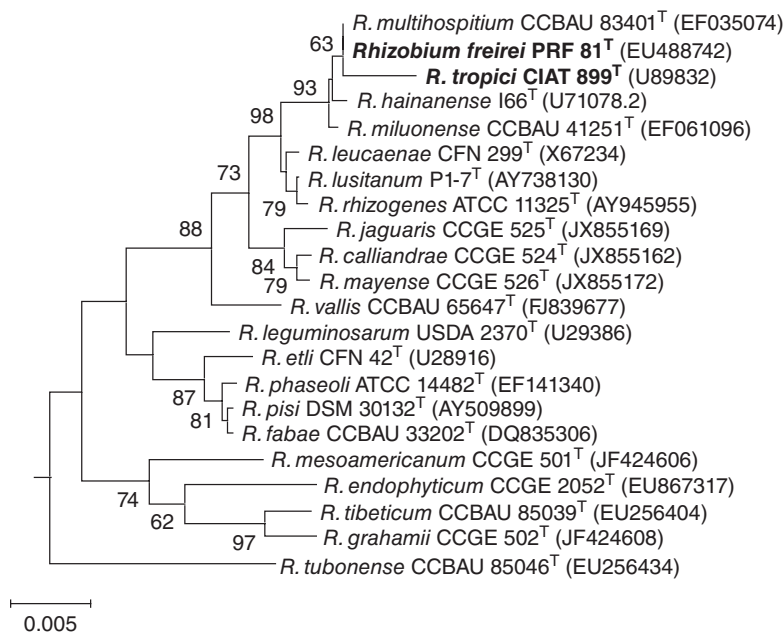 R. multihospitium CCBAU 83401T (EF035074)
63
Rhizobium freirei PRF 81T (EU488742)
R. tropici CIAT 899T (U89832)
93
R. hainanense I66T (U71078.2)
98
R. miluonense CCBAU 41251T (EF061096)
R. leucaenae CFN 299T (X67234)
73
R. lusitanum P1-7T (AY738130)
79
R. rhizogenes ATCC 11325T (AY945955)
88
R. jaguaris CCGE 525T (JX855169)
R. calliandrae CCGE 524T (JX855162)
84
79
R. mayense CCGE 526T (JX855172)
R. vallis CCBAU 65647T (FJ839677)
R. leguminosarum USDA 2370T (U29386)
R. etli CFN 42T (U28916)
87
R. phaseoli ATCC 14482T (EF141340)
81
R. pisi DSM 30132T (AY509899)
R. fabae CCBAU 33202T (DQ835306)
R. mesoamericanum CCGE 501T (JF424606)
74
R. endophyticum CCGE 2052T (EU867317)
62
R. tibeticum CCBAU 85039T (EU256404)
97
R. grahamii CCGE 502T (JF424608)
R. tubonense CCBAU 85046T (EU256434)
0.005